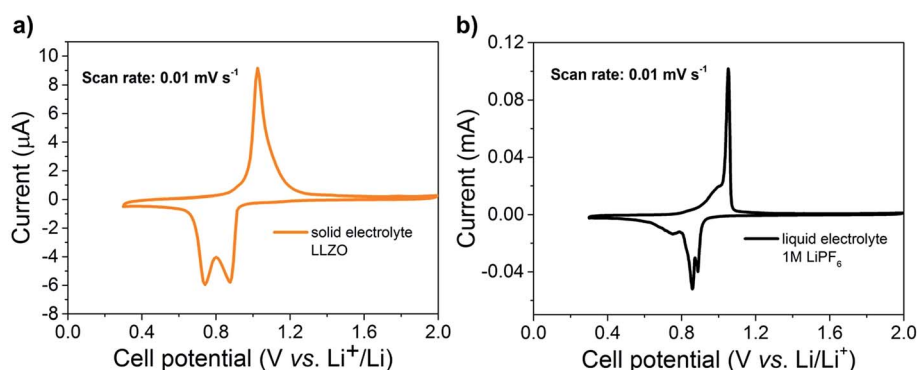 a)
10
8
6
4
2
0
-2
-4
-6
-8
Current (μA)
Scan rate: 0.01 mV s⁻¹
solid electrolyte
LLZO
0.0 0.4 0.8 1.2 1.6 2.0
Cell potential (V vs. Li⁺/Li)
b)
0.12
0.08
0.04
0.00
-0.04
Current (mA)
Scan rate: 0.01 mV s⁻¹
liquid electrolyte
1M LiPF₆
0.0 0.4 0.8 1.2 1.6 2.0
Cell potential (V vs. Li/Li⁺)